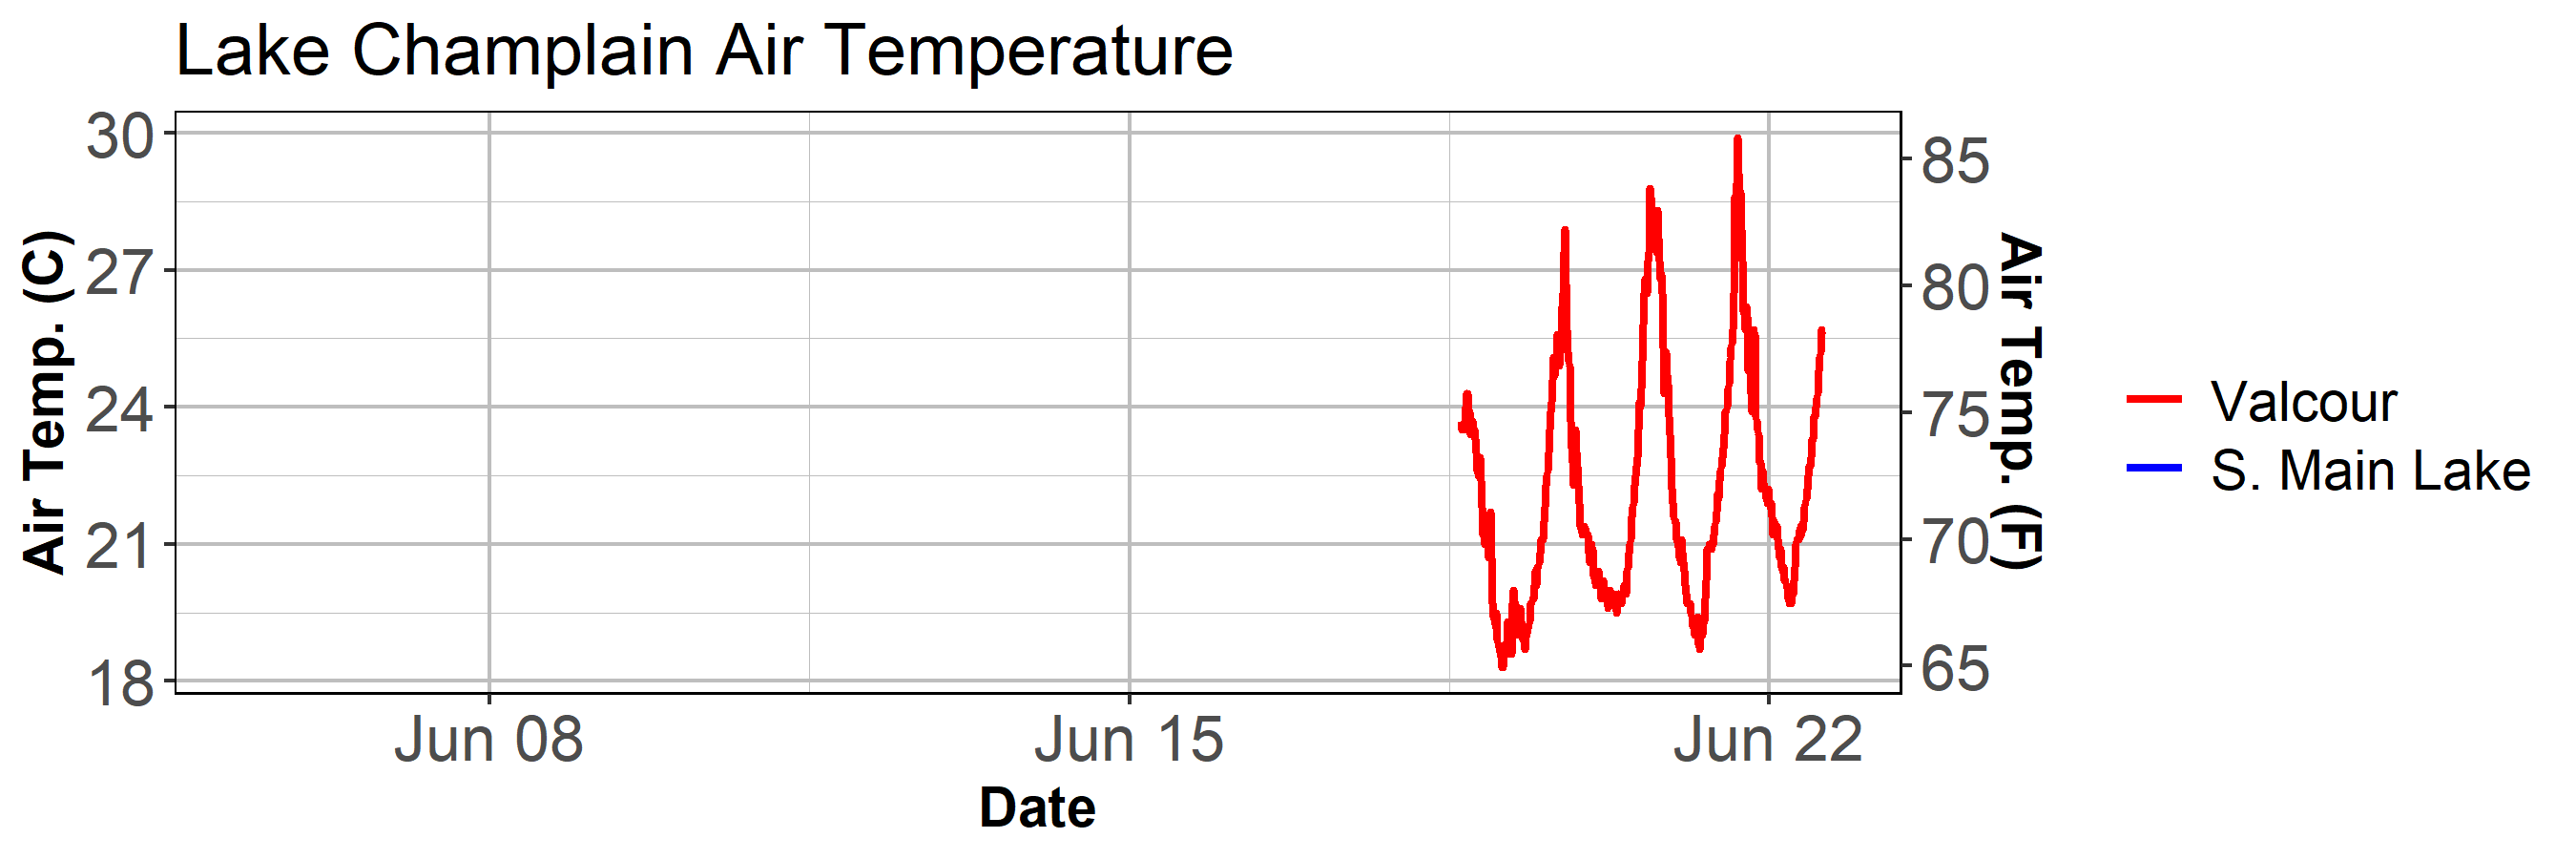 Lake Champlain Air Temperature
Air Temp. (C)
30
27
24
21
18
85
80
75
70
65
Air Temp. (F)
Jun 08
Jun 15
Jun 22
Date
Valcour
S. Main Lake